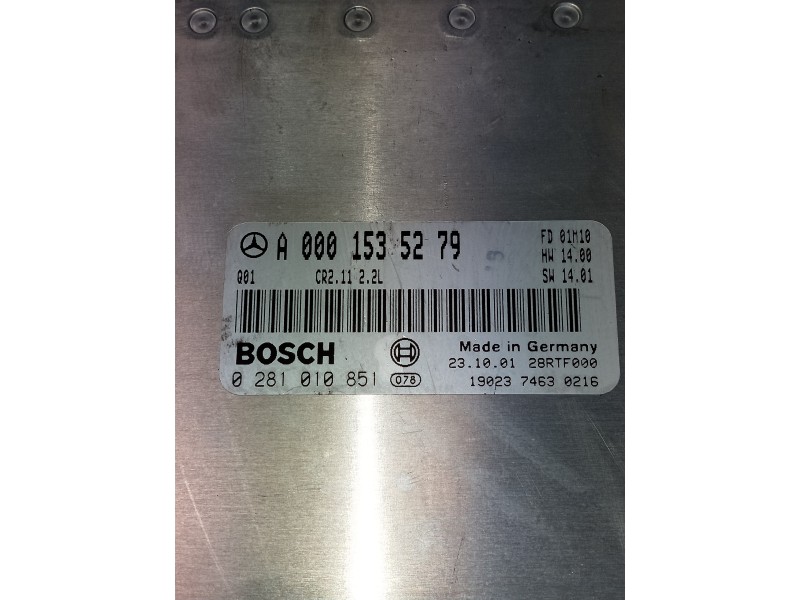 A 000 153 52 79
FD 01M10
HW 14.00
Q01 CR2.11 2.2L SW 14.01
BOSCH Made in Germany
23.10.01 28RTF000
0 281 010 851 078 19023 7463 0216